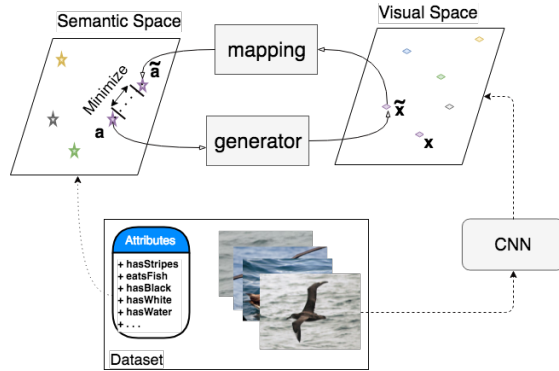 Semantic Space
Visual Space
mapping
ã
Minimize
. . .
a
generator
x̃
x
Attributes
+ hasStripes
+ eatsFish
+ hasBlack
+ hasWhite
+ hasWater
+ . . .
CNN
Dataset